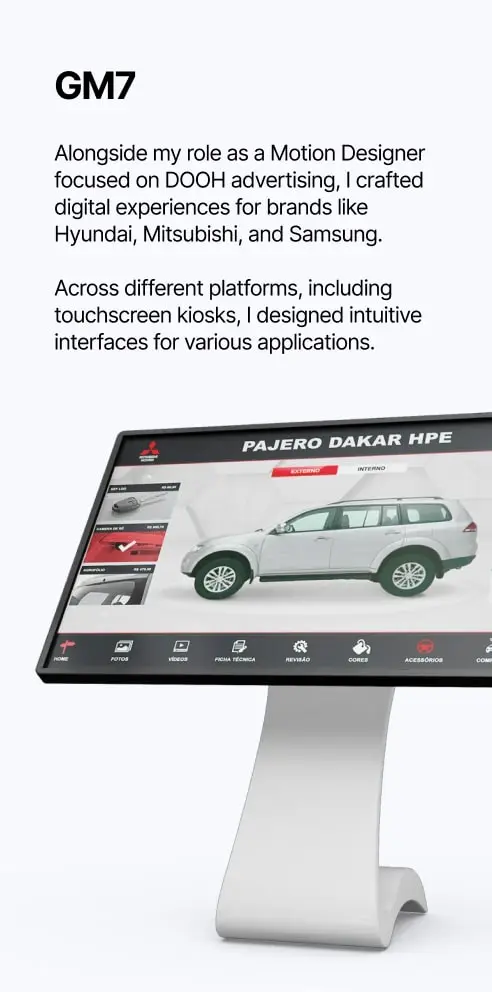 GM7
Alongside my role as a Motion Designer
focused on DOOH advertising, I crafted
digital experiences for brands like
Hyundai, Mitsubishi, and Samsung.
Across different platforms, including
touchscreen kiosks, I designed intuitive
interfaces for various applications.
PAJERO DAKAR HPE
EXTERNO INTERNO
HOME FOTOS VÍDEOS FICHA TÉCNICA REVISÃO CORES ACESSÓRIOS